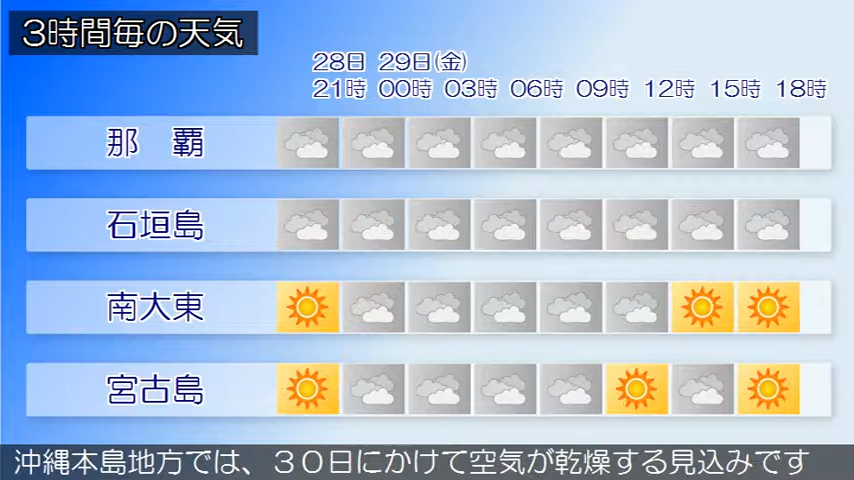 3時間毎の天気
28日 29日(金)
21時 00時 03時 06時 09時 12時 15時 18時
那 覇
石垣島
南大東
宮古島
沖縄本島地方では、３０日にかけて空気が乾燥する見込みです